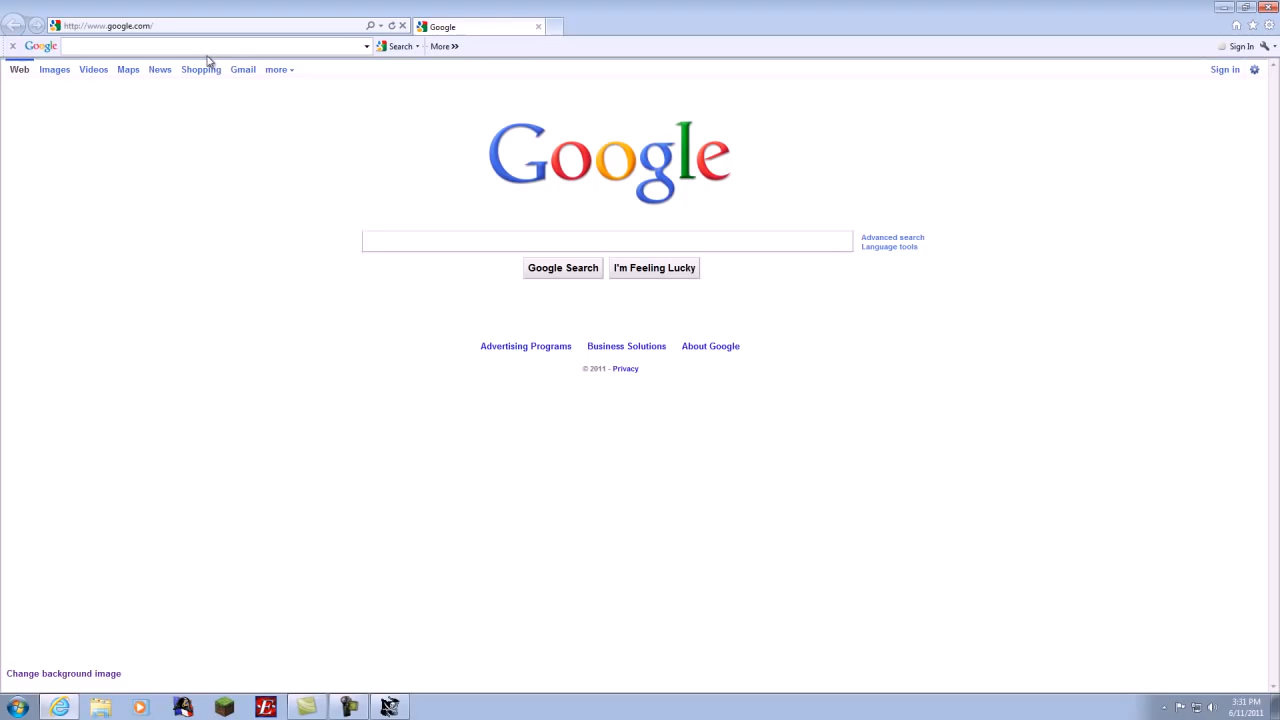 http://www.google.com/
Google
Google
Search
More »
Sign In
Web Images Videos Maps News Shopping Gmail more
Sign in
Google
Advanced search
Language tools
Google Search
I'm Feeling Lucky
Advertising Programs Business Solutions About Google
© 2011 - Privacy
Change background image
3:31 PM
6/11/2011